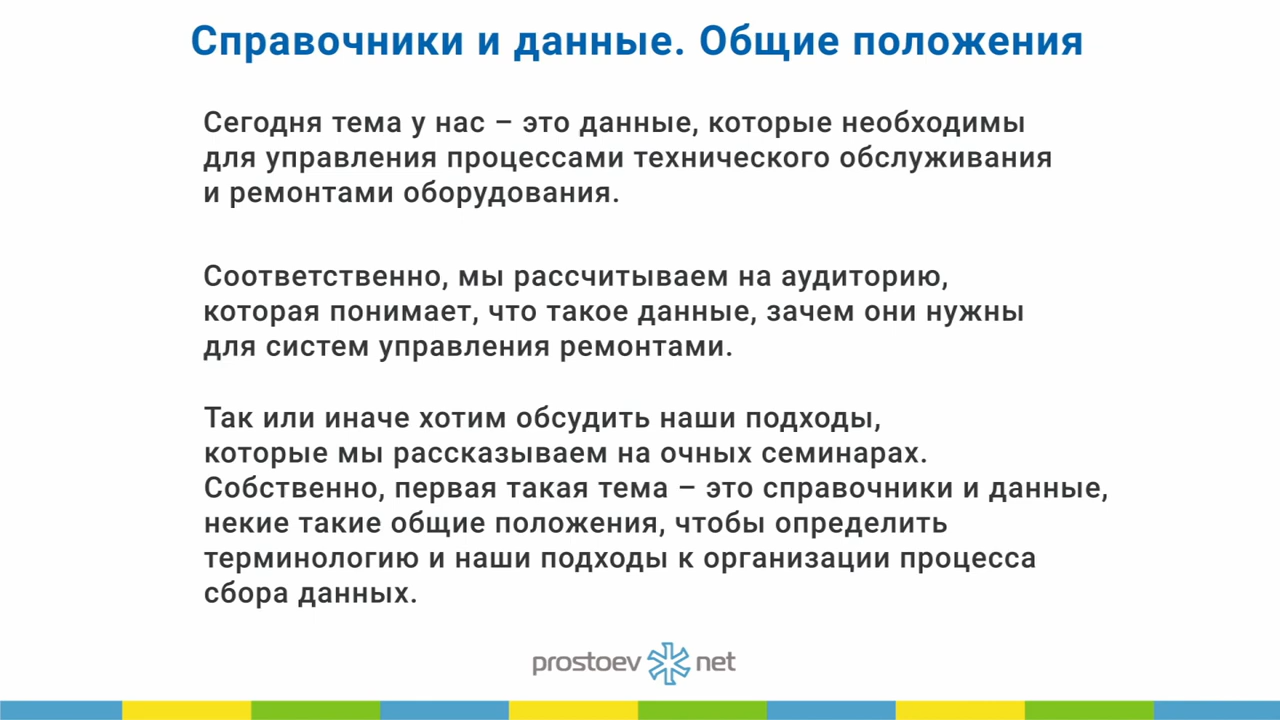 Справочники и данные. Общие положения
Сегодня тема у нас – это данные, которые необходимы
для управления процессами технического обслуживания
и ремонтами оборудования.
Соответственно, мы рассчитываем на аудиторию,
которая понимает, что такое данные, зачем они нужны
для систем управления ремонтами.
Так или иначе хотим обсудить наши подходы,
которые мы рассказываем на очных семинарах.
Собственно, первая такая тема – это справочники и данные,
некие такие общие положения, чтобы определить
терминологию и наши подходы к организации процесса
сбора данных.
prostoev net